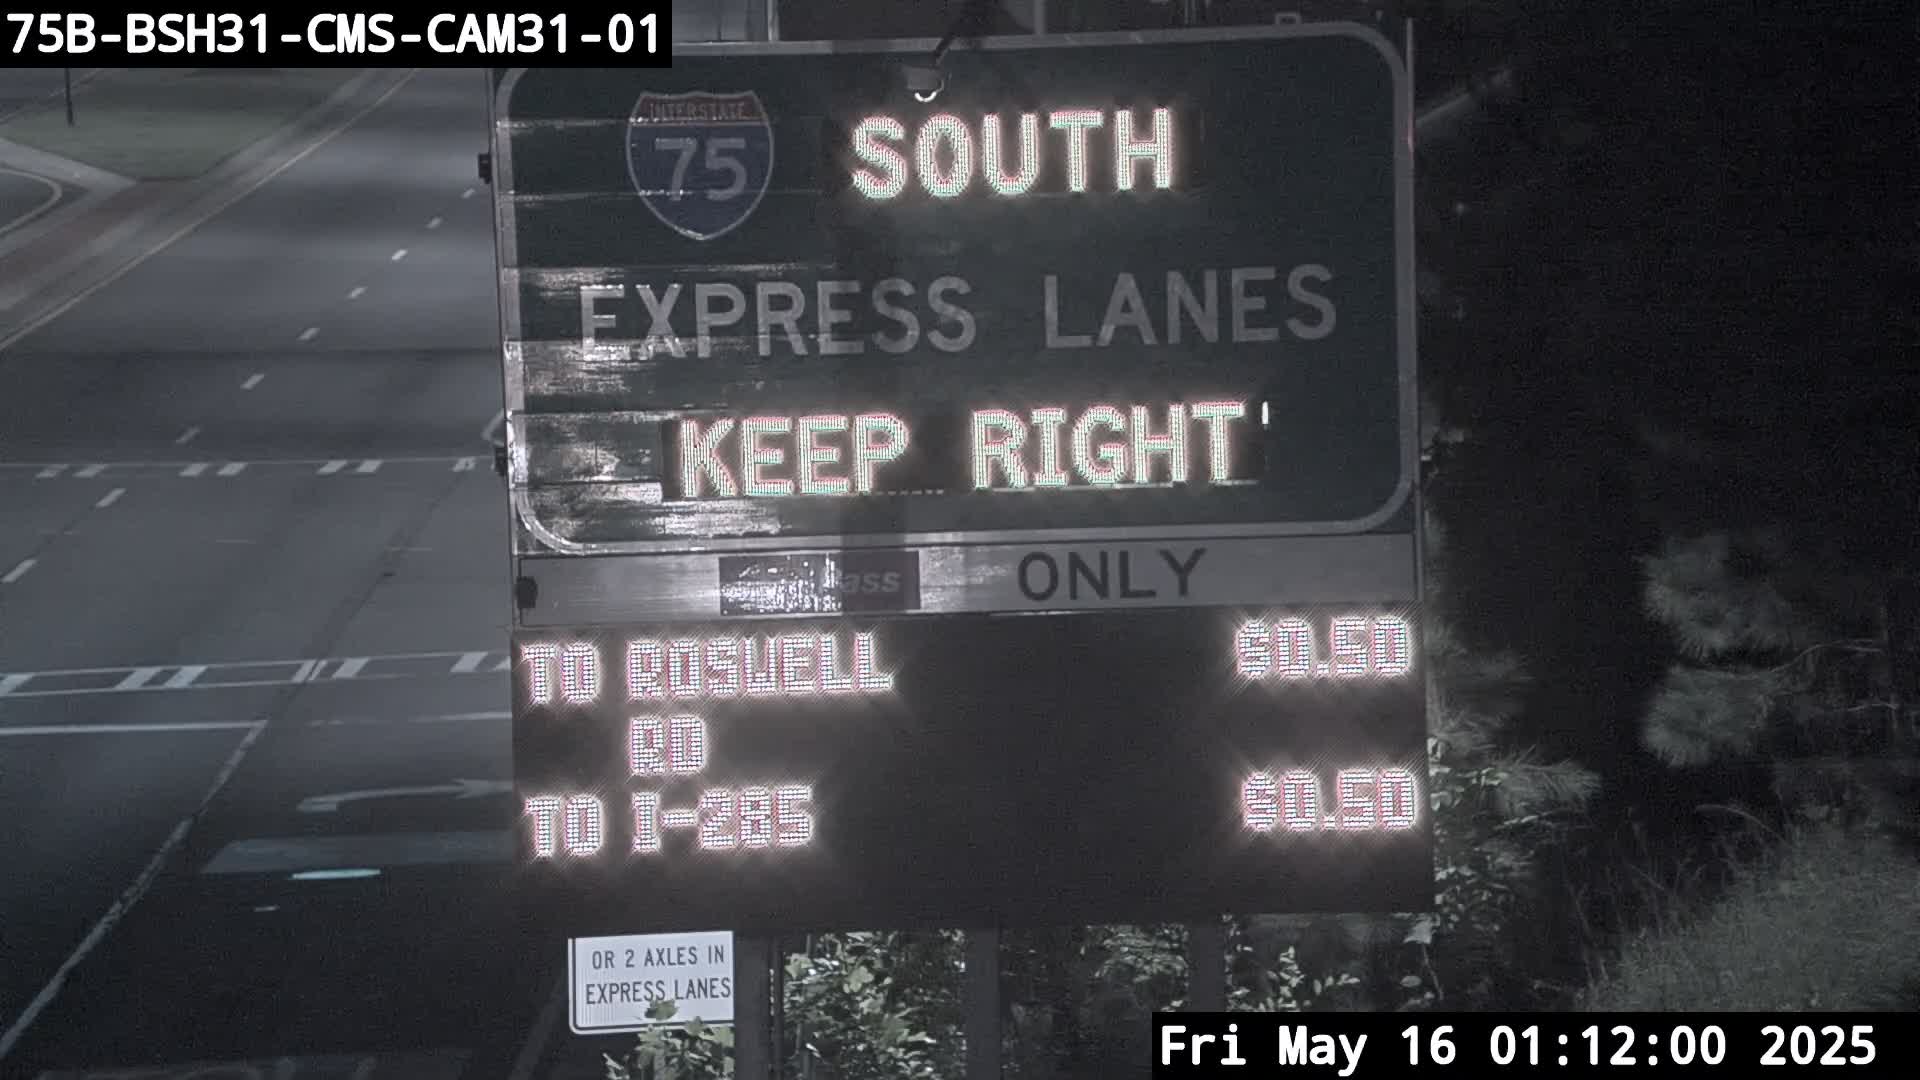 75B-BSH31-CMS-CAM31-01
INTERSTATE
75
SOUTH
EXPRESS LANES
KEEP RIGHT
ONLY
TO ROSWELL $0.50
RD
TO I-285 $0.50
OR 2 AXLES IN
EXPRESS LANES
Fri May 16 01:12:00 2025